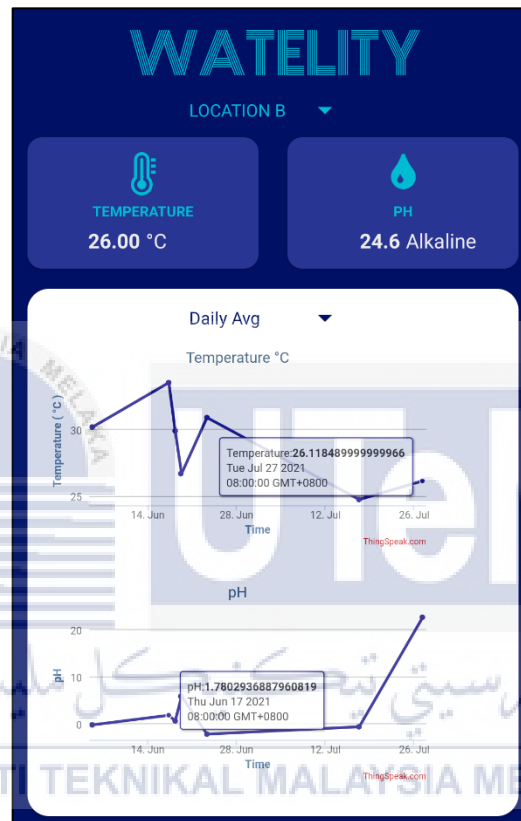 WATELITY
LOCATION B
TEMPERATURE
26.00 °C
PH
24.6 Alkaline
Daily Avg
Temperature °C
Temperature (°C)
30
25
Temperature:26.118489999999966
Tue Jul 27 2021
08:00:00 GMT+0800
14. Jun
28. Jun
12. Jul
26. Jul
Time
ThingSpeak.com
pH
pH
20
10
0
pH:1.7802936887960819
Thu Jun 17 2021
08:00:00 GMT+0800
14. Jun
28. Jun
12. Jul
26. Jul
Time
ThingSpeak.com
UTe
TI TEKNIKAL MALAYSIA ME